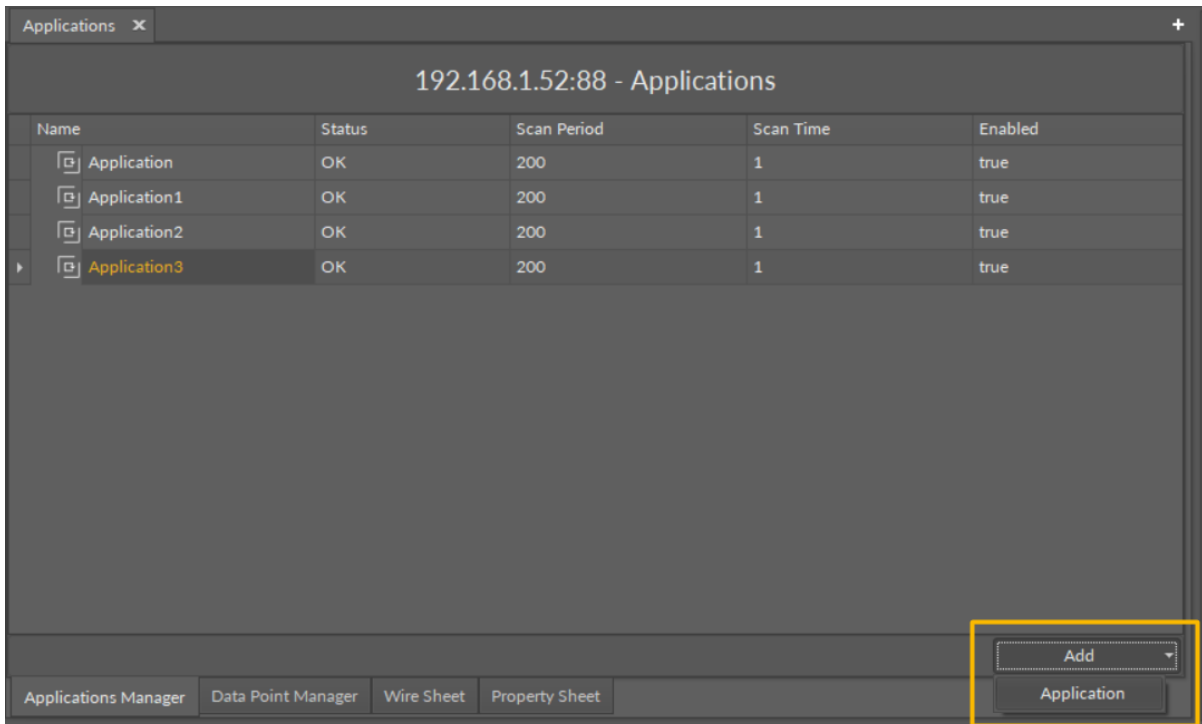 Applications
192.168.1.52:88 - Applications
Name Status Scan Period Scan Time Enabled
Application OK 200 1 true
Application1 OK 200 1 true
Application2 OK 200 1 true
Application3 OK 200 1 true
Add
Applications Manager Data Point Manager Wire Sheet Property Sheet Application